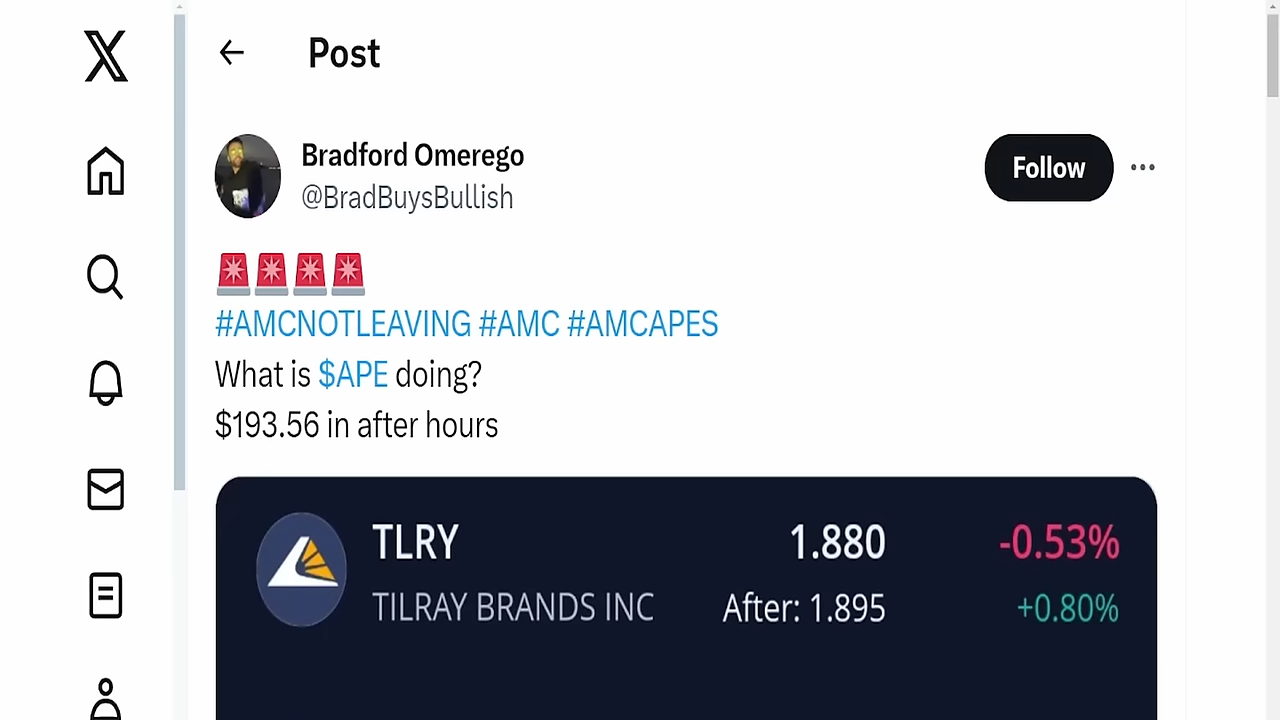 Post
Bradford Omerego
Follow
@BradBuysBullish
🚨🚨🚨🚨
#AMCNOTLEAVING #AMC #AMCAPES
What is $APE doing?
$193.56 in after hours
TLRY 1.880 -0.53%
TILRAY BRANDS INC After: 1.895 +0.80%